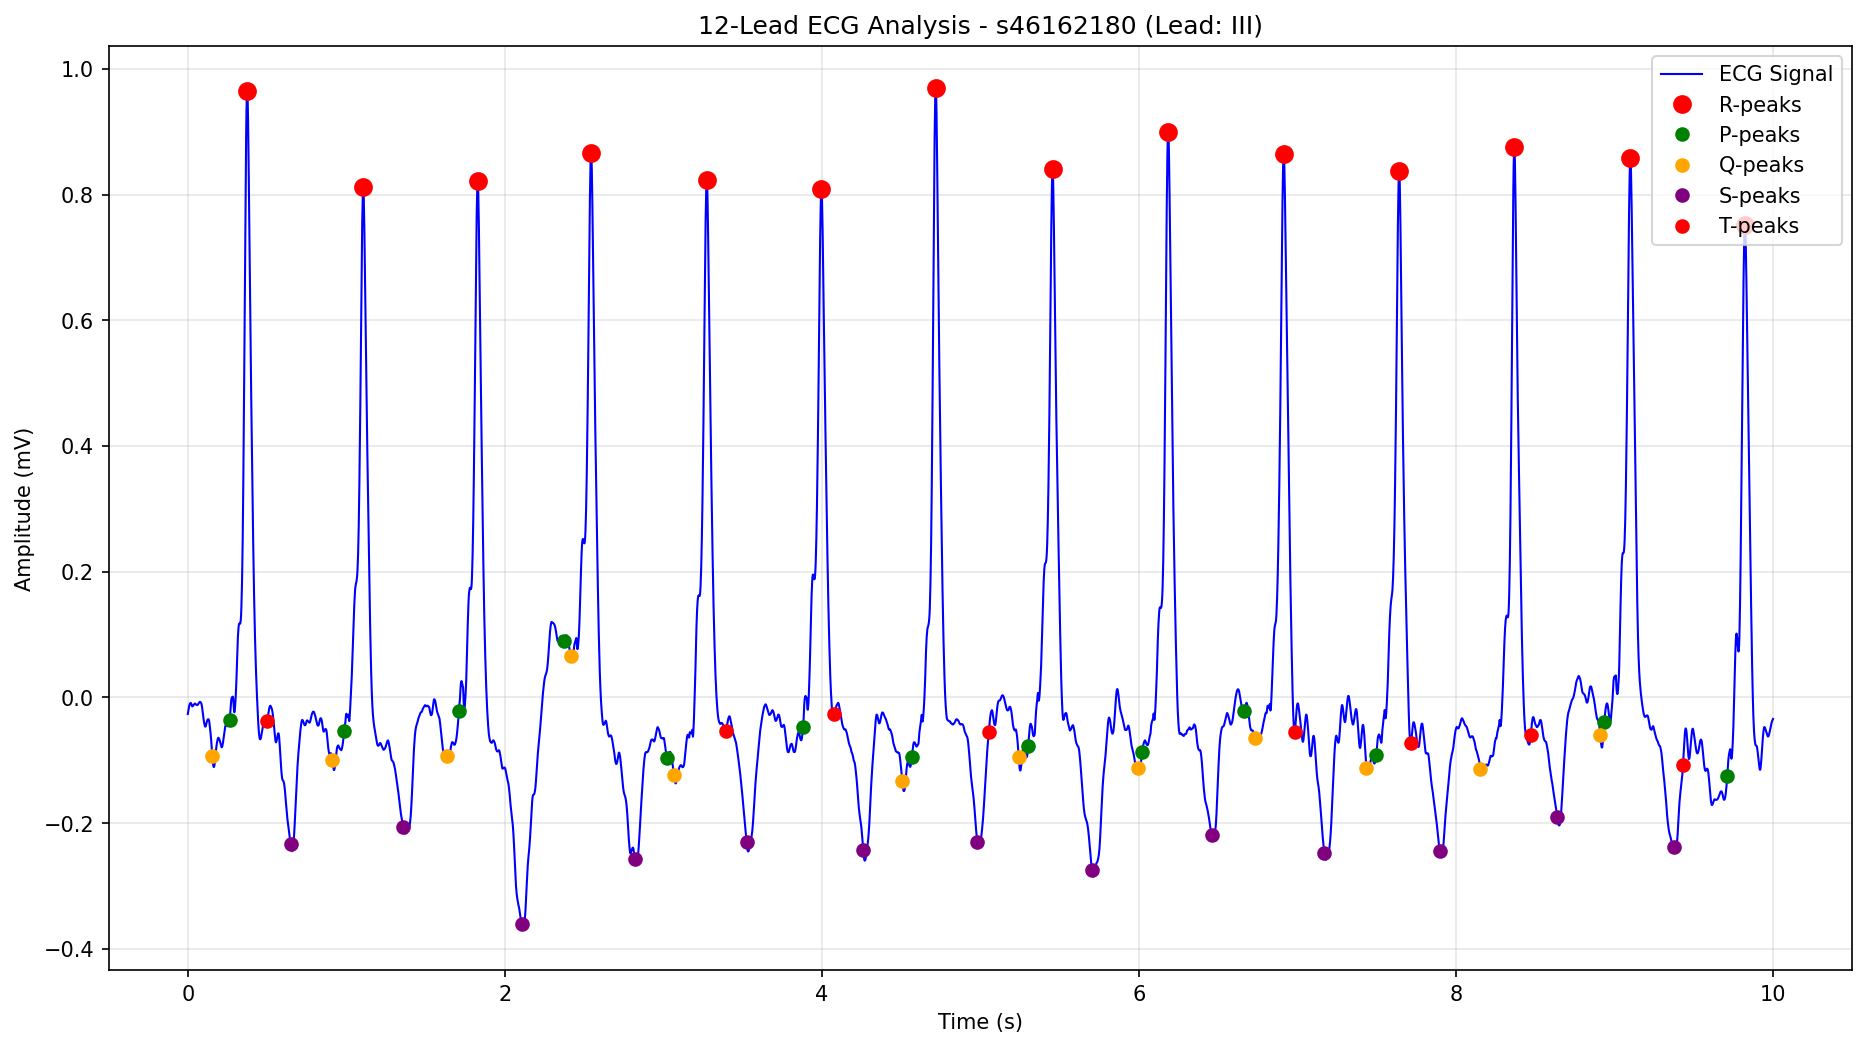 12-Lead ECG Analysis - s46162180 (Lead: III)
1.0
0.8
0.6
0.4
0.2
0.0
−0.2
−0.4
Amplitude (mV)
0
2
4
6
8
10
Time (s)
ECG Signal
R-peaks
P-peaks
Q-peaks
S-peaks
T-peaks